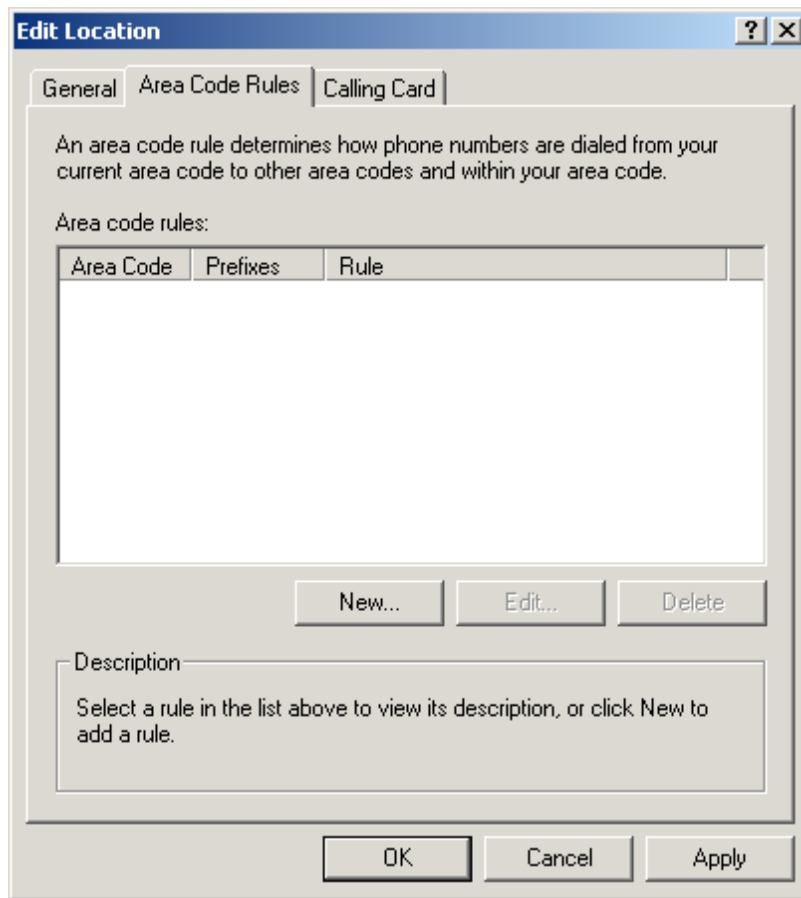 Edit Location
General Area Code Rules Calling Card
An area code rule determines how phone numbers are dialed from your
current area code to other area codes and within your area code.
Area code rules:
Area Code Prefixes Rule
New... Edit... Delete
Description
Select a rule in the list above to view its description, or click New to
add a rule.
OK Cancel Apply